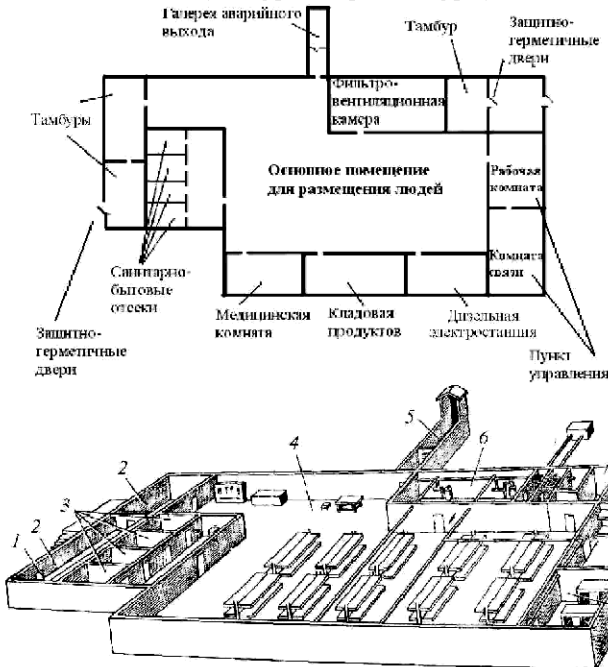 Галерея аварийного
выхода
Тамбур
Защитно-
герметичные
двери
Фильтро-
вентиляционная
камера
Тамбуры
Основное помещение
для размещения людей
Рабочая
комната
Санитарно-
бытовые
отсеки
Комната
связи
Медицинская
комната
Кладовая
продуктов
Дизельная
электростанция
Защитно-
герметичные
двери
Пункт
управления
5
4
6
2
3
2
1